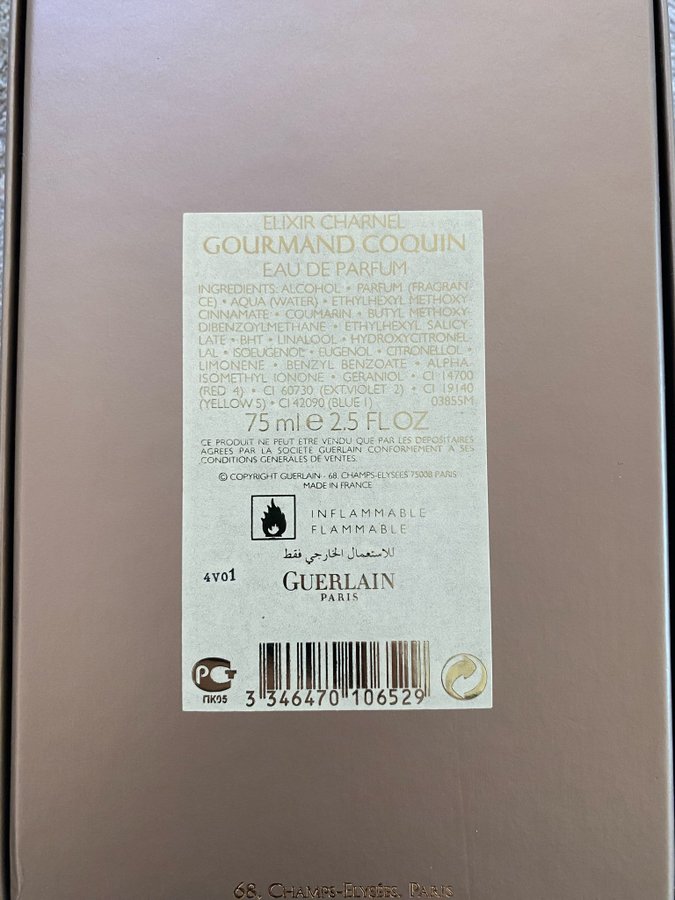 ELIXIR CHARNEL
GOURMAND COQUIN
EAU DE PARFUM
INGREDIENTS: ALCOHOL • PARFUM (FRAGRAN-
CE) • AQUA (WATER) • ETHYLHEXYL METHOXY
CINNAMATE • COUMARIN • BUTYL METHOXY-
DIBENZOYLMETHANE • ETHYLHEXYL SALICY-
LATE • BHT • LINALOOL • HYDROXYCITRONEL-
LAL • ISOEUGENOL • EUGENOL • CITRONELLOL •
LIMONENE • BENZYL BENZOATE • ALPHA-
ISOMETHYL IONONE • GERANIOL • CI 14700
(RED 4) • CI 60730 (EXT.VIOLET 2) • CI 19140
(YELLOW 5) • CI 42090 (BLUE 1) 03855M
75 ml e 2.5 FL OZ
CE PRODUIT NE PEUT ÊTRE VENDU QUE PAR LES DEPOSITAIRES
AGREES PAR LA SOCIETE GUERLAIN CONFORMEMENT A SES
CONDITIONS GENERALES DE VENTES.
© COPYRIGHT GUERLAIN - 68, CHAMPS-ELYSEES 75008 PARIS
MADE IN FRANCE
INFLAMMABLE
FLAMMABLE
للاستعمال الخارجي فقط
4V01
GUERLAIN
PARIS
РСТ
ПК05
3 346470 106529
68, CHAMPS-ELYSÉES, PARIS